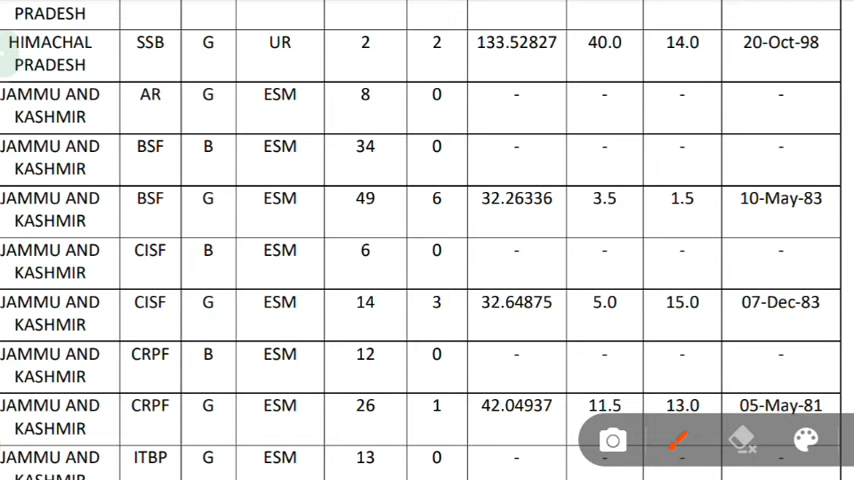 PRADESH
HIMACHAL PRADESH SSB G UR 2 2 133.52827 40.0 14.0 20-Oct-98
JAMMU AND KASHMIR AR G ESM 8 0 - - - -
JAMMU AND KASHMIR BSF B ESM 34 0 - - - -
JAMMU AND KASHMIR BSF G ESM 49 6 32.26336 3.5 1.5 10-May-83
JAMMU AND KASHMIR CISF B ESM 6 0 - - - -
JAMMU AND KASHMIR CISF G ESM 14 3 32.64875 5.0 15.0 07-Dec-83
JAMMU AND KASHMIR CRPF B ESM 12 0 - - - -
JAMMU AND KASHMIR CRPF G ESM 26 1 42.04937 11.5 13.0 05-May-81
JAMMU AND KASHMIR ITBP G ESM 13 0 - - - -